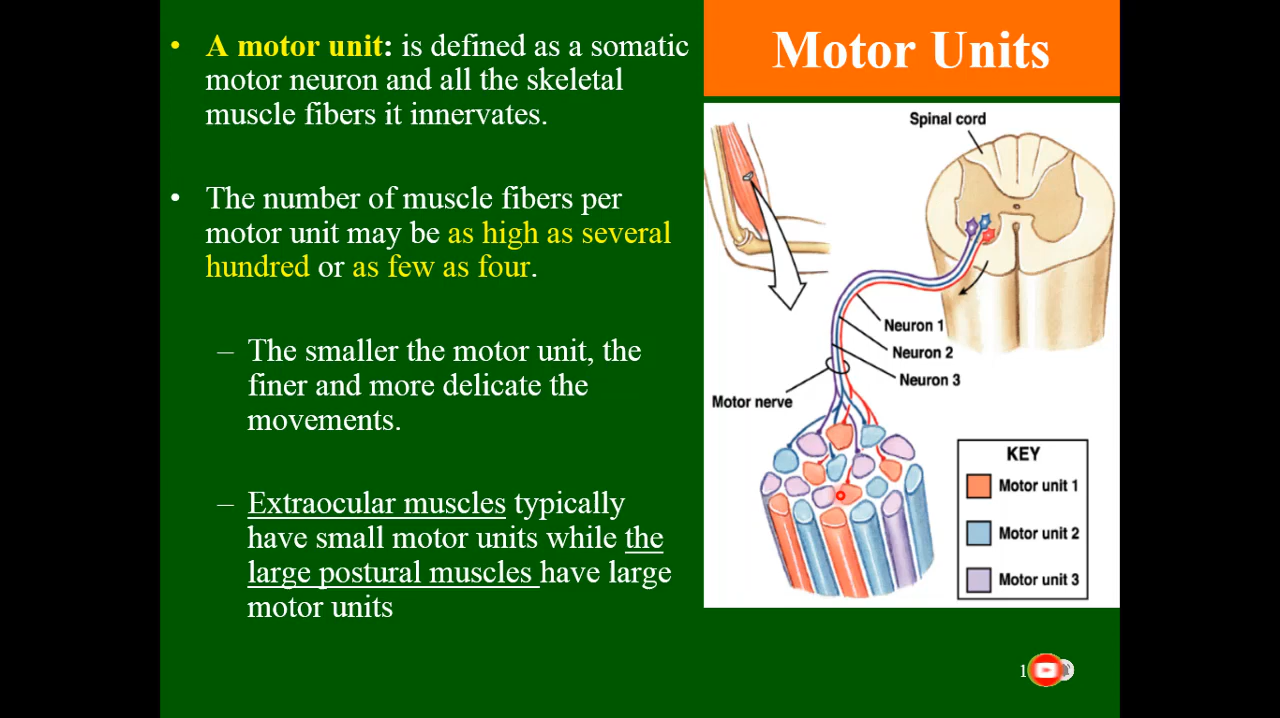 • A motor unit: is defined as a somatic
motor neuron and all the skeletal
muscle fibers it innervates.
• The number of muscle fibers per
motor unit may be as high as several
hundred or as few as four.
– The smaller the motor unit, the
finer and more delicate the
movements.
– Extraocular muscles typically
have small motor units while the
large postural muscles have large
motor units
Motor Units
Spinal cord
Neuron 1
Neuron 2
Neuron 3
Motor nerve
KEY
Motor unit 1
Motor unit 2
Motor unit 3